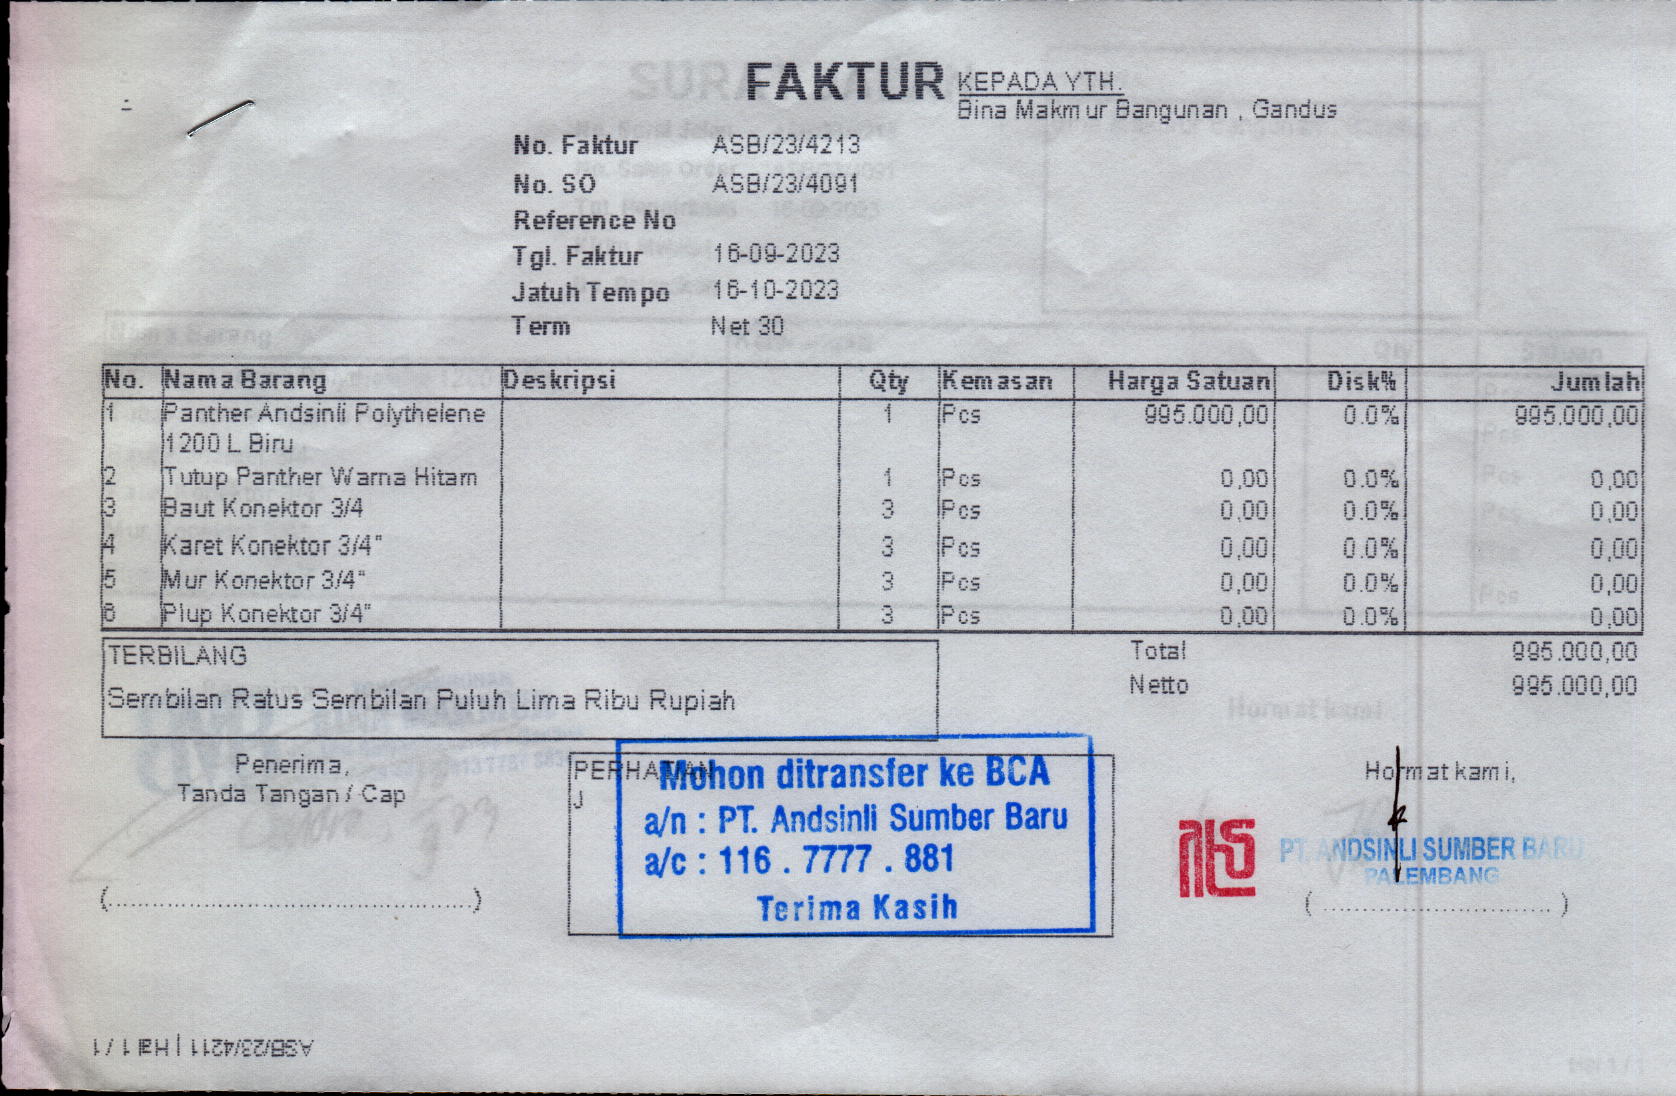 FAKTUR
KEPADA YTH.
Bina Makmur Bangunan , Gandus
No. Faktur ASB/23/4213
No. SO ASB/23/4091
Reference No
Tgl. Faktur 16-09-2023
Jatuh Tempo 16-10-2023
Term Net 30
No. Nama Barang Deskripsi Qty Kemasan Harga Satuan Disk% Jumlah
1 Panther Andsinli Polythelene 1 Pcs 995.000,00 0.0% 995.000,00
1200 L Biru
2 Tutup Panther Warna Hitam 1 Pcs 0,00 0.0% 0,00
3 Baut Konektor 3/4 3 Pcs 0,00 0.0% 0,00
4 Karet Konektor 3/4" 3 Pcs 0,00 0.0% 0,00
5 Mur Konektor 3/4" 3 Pcs 0,00 0.0% 0,00
6 Plup Konektor 3/4" 3 Pcs 0,00 0.0% 0,00
TERBILANG
Sembilan Ratus Sembilan Puluh Lima Ribu Rupiah
Total 995.000,00
Netto 995.000,00
Penerima,
Tanda Tangan / Cap
(..................................................)
PERHATIAN
J
Mohon ditransfer ke BCA
a/n : PT. Andsinli Sumber Baru
a/c : 116 . 7777 . 881
Terima Kasih
Hormat kami,
PT. ANDSINLI SUMBER BARU
PALEMBANG
( ............................... )
ASB/23/4211 | Hal 1 / 1